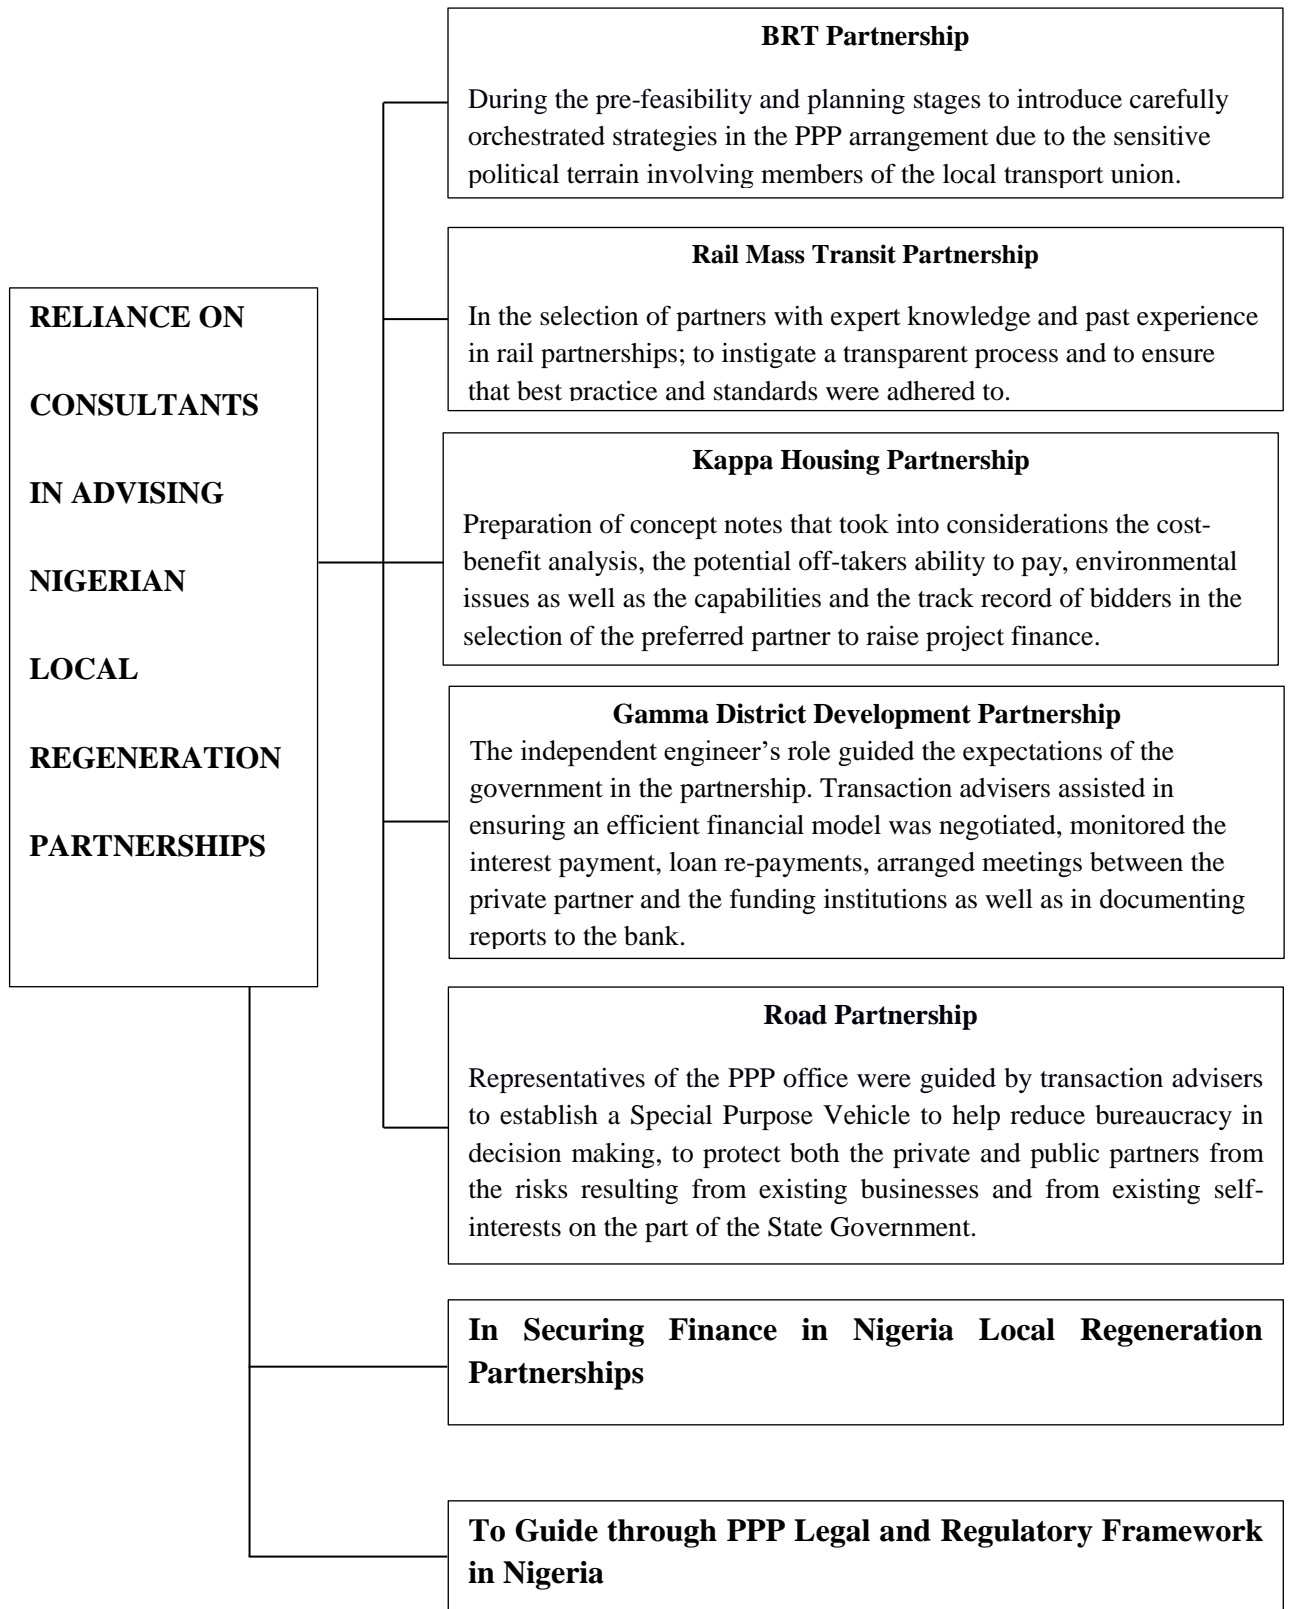 RELIANCE ON
CONSULTANTS
IN ADVISING
NIGERIAN
LOCAL
REGENERATION
PARTNERSHIPS
BRT Partnership
During the pre-feasibility and planning stages to introduce carefully
orchestrated strategies in the PPP arrangement due to the sensitive
political terrain involving members of the local transport union.
Rail Mass Transit Partnership
In the selection of partners with expert knowledge and past experience
in rail partnerships; to instigate a transparent process and to ensure
that best practice and standards were adhered to.
Kappa Housing Partnership
Preparation of concept notes that took into considerations the cost-
benefit analysis, the potential off-takers ability to pay, environmental
issues as well as the capabilities and the track record of bidders in the
selection of the preferred partner to raise project finance.
Gamma District Development Partnership
The independent engineer’s role guided the expectations of the
government in the partnership. Transaction advisers assisted in
ensuring an efficient financial model was negotiated, monitored the
interest payment, loan re-payments, arranged meetings between the
private partner and the funding institutions as well as in documenting
reports to the bank.
Road Partnership
Representatives of the PPP office were guided by transaction advisers
to establish a Special Purpose Vehicle to help reduce bureaucracy in
decision making, to protect both the private and public partners from
the risks resulting from existing businesses and from existing self-
interests on the part of the State Government.
In Securing Finance in Nigeria Local Regeneration
Partnerships
To Guide through PPP Legal and Regulatory Framework
in Nigeria